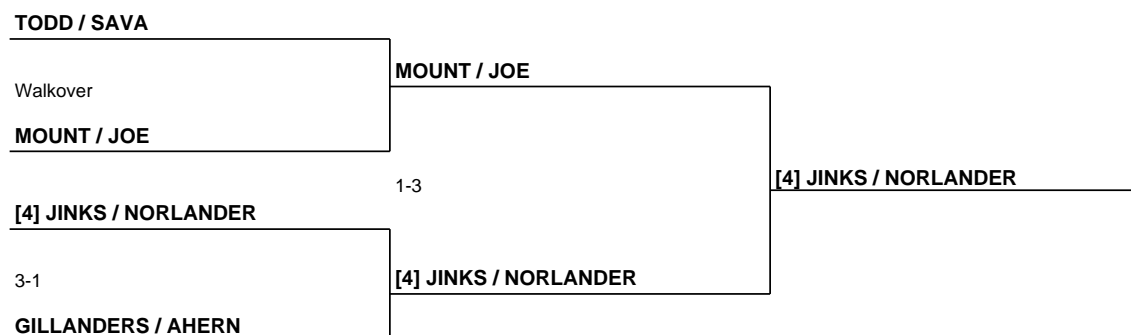 TODD / SAVA
MOUNT / JOE
Walkover
MOUNT / JOE
1-3
[4] JINKS / NORLANDER
[4] JINKS / NORLANDER
3-1
[4] JINKS / NORLANDER
GILLANDERS / AHERN